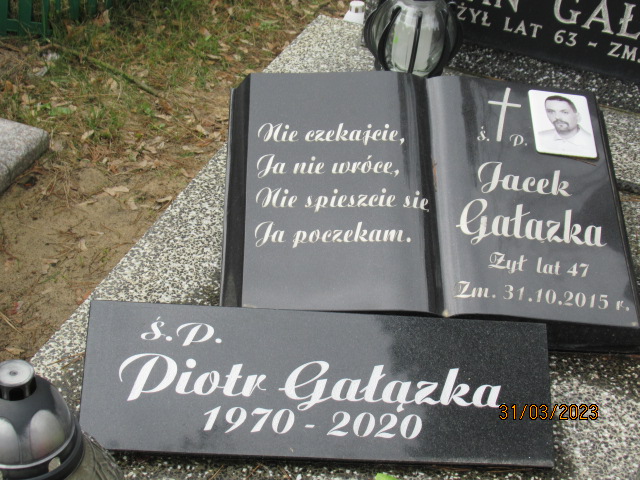 N GAŁ
ŻYŁ LAT 63 - ZM.
Nie czekajcie,
Ja nie wrócę,
Nie spieszcie się
Ja poczekam.
Ś. P.
Jacek
Gałązka
Żył lat 47
Zm. 31.10.2015 r.
Ś. P.
Piotr Gałązka
1970 - 2020
31/03/2023